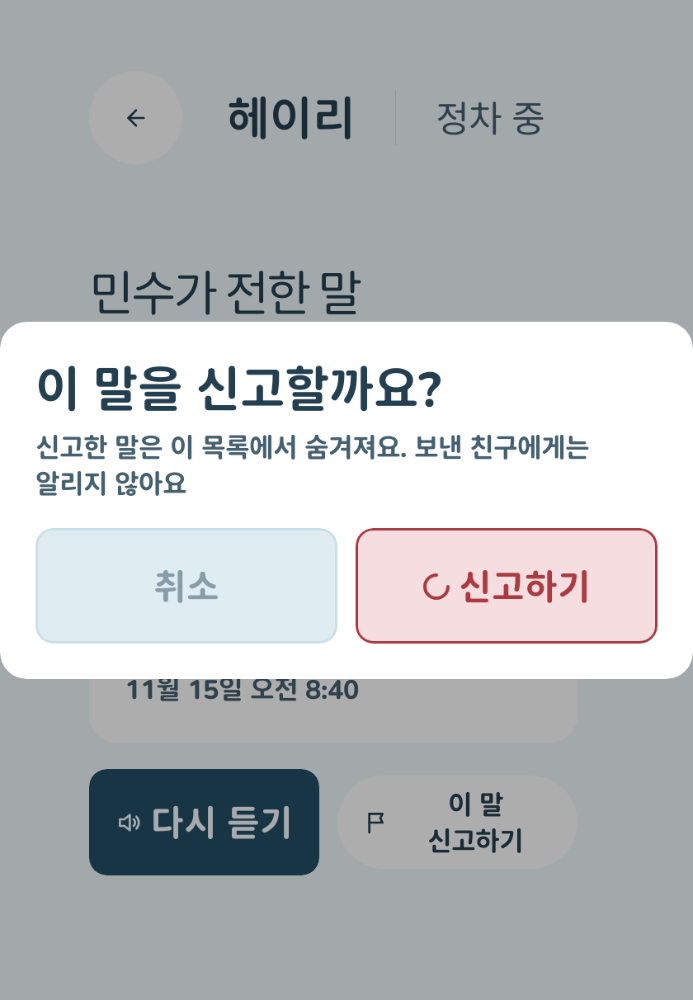 헤이리
정차 중
민수가 전한 말
이 말을 신고할까요?
신고한 말은 이 목록에서 숨겨져요. 보낸 친구에게는
알리지 않아요
취소
신고하기
11월 15일 오전 8:40
다시 듣기
이 말
신고하기